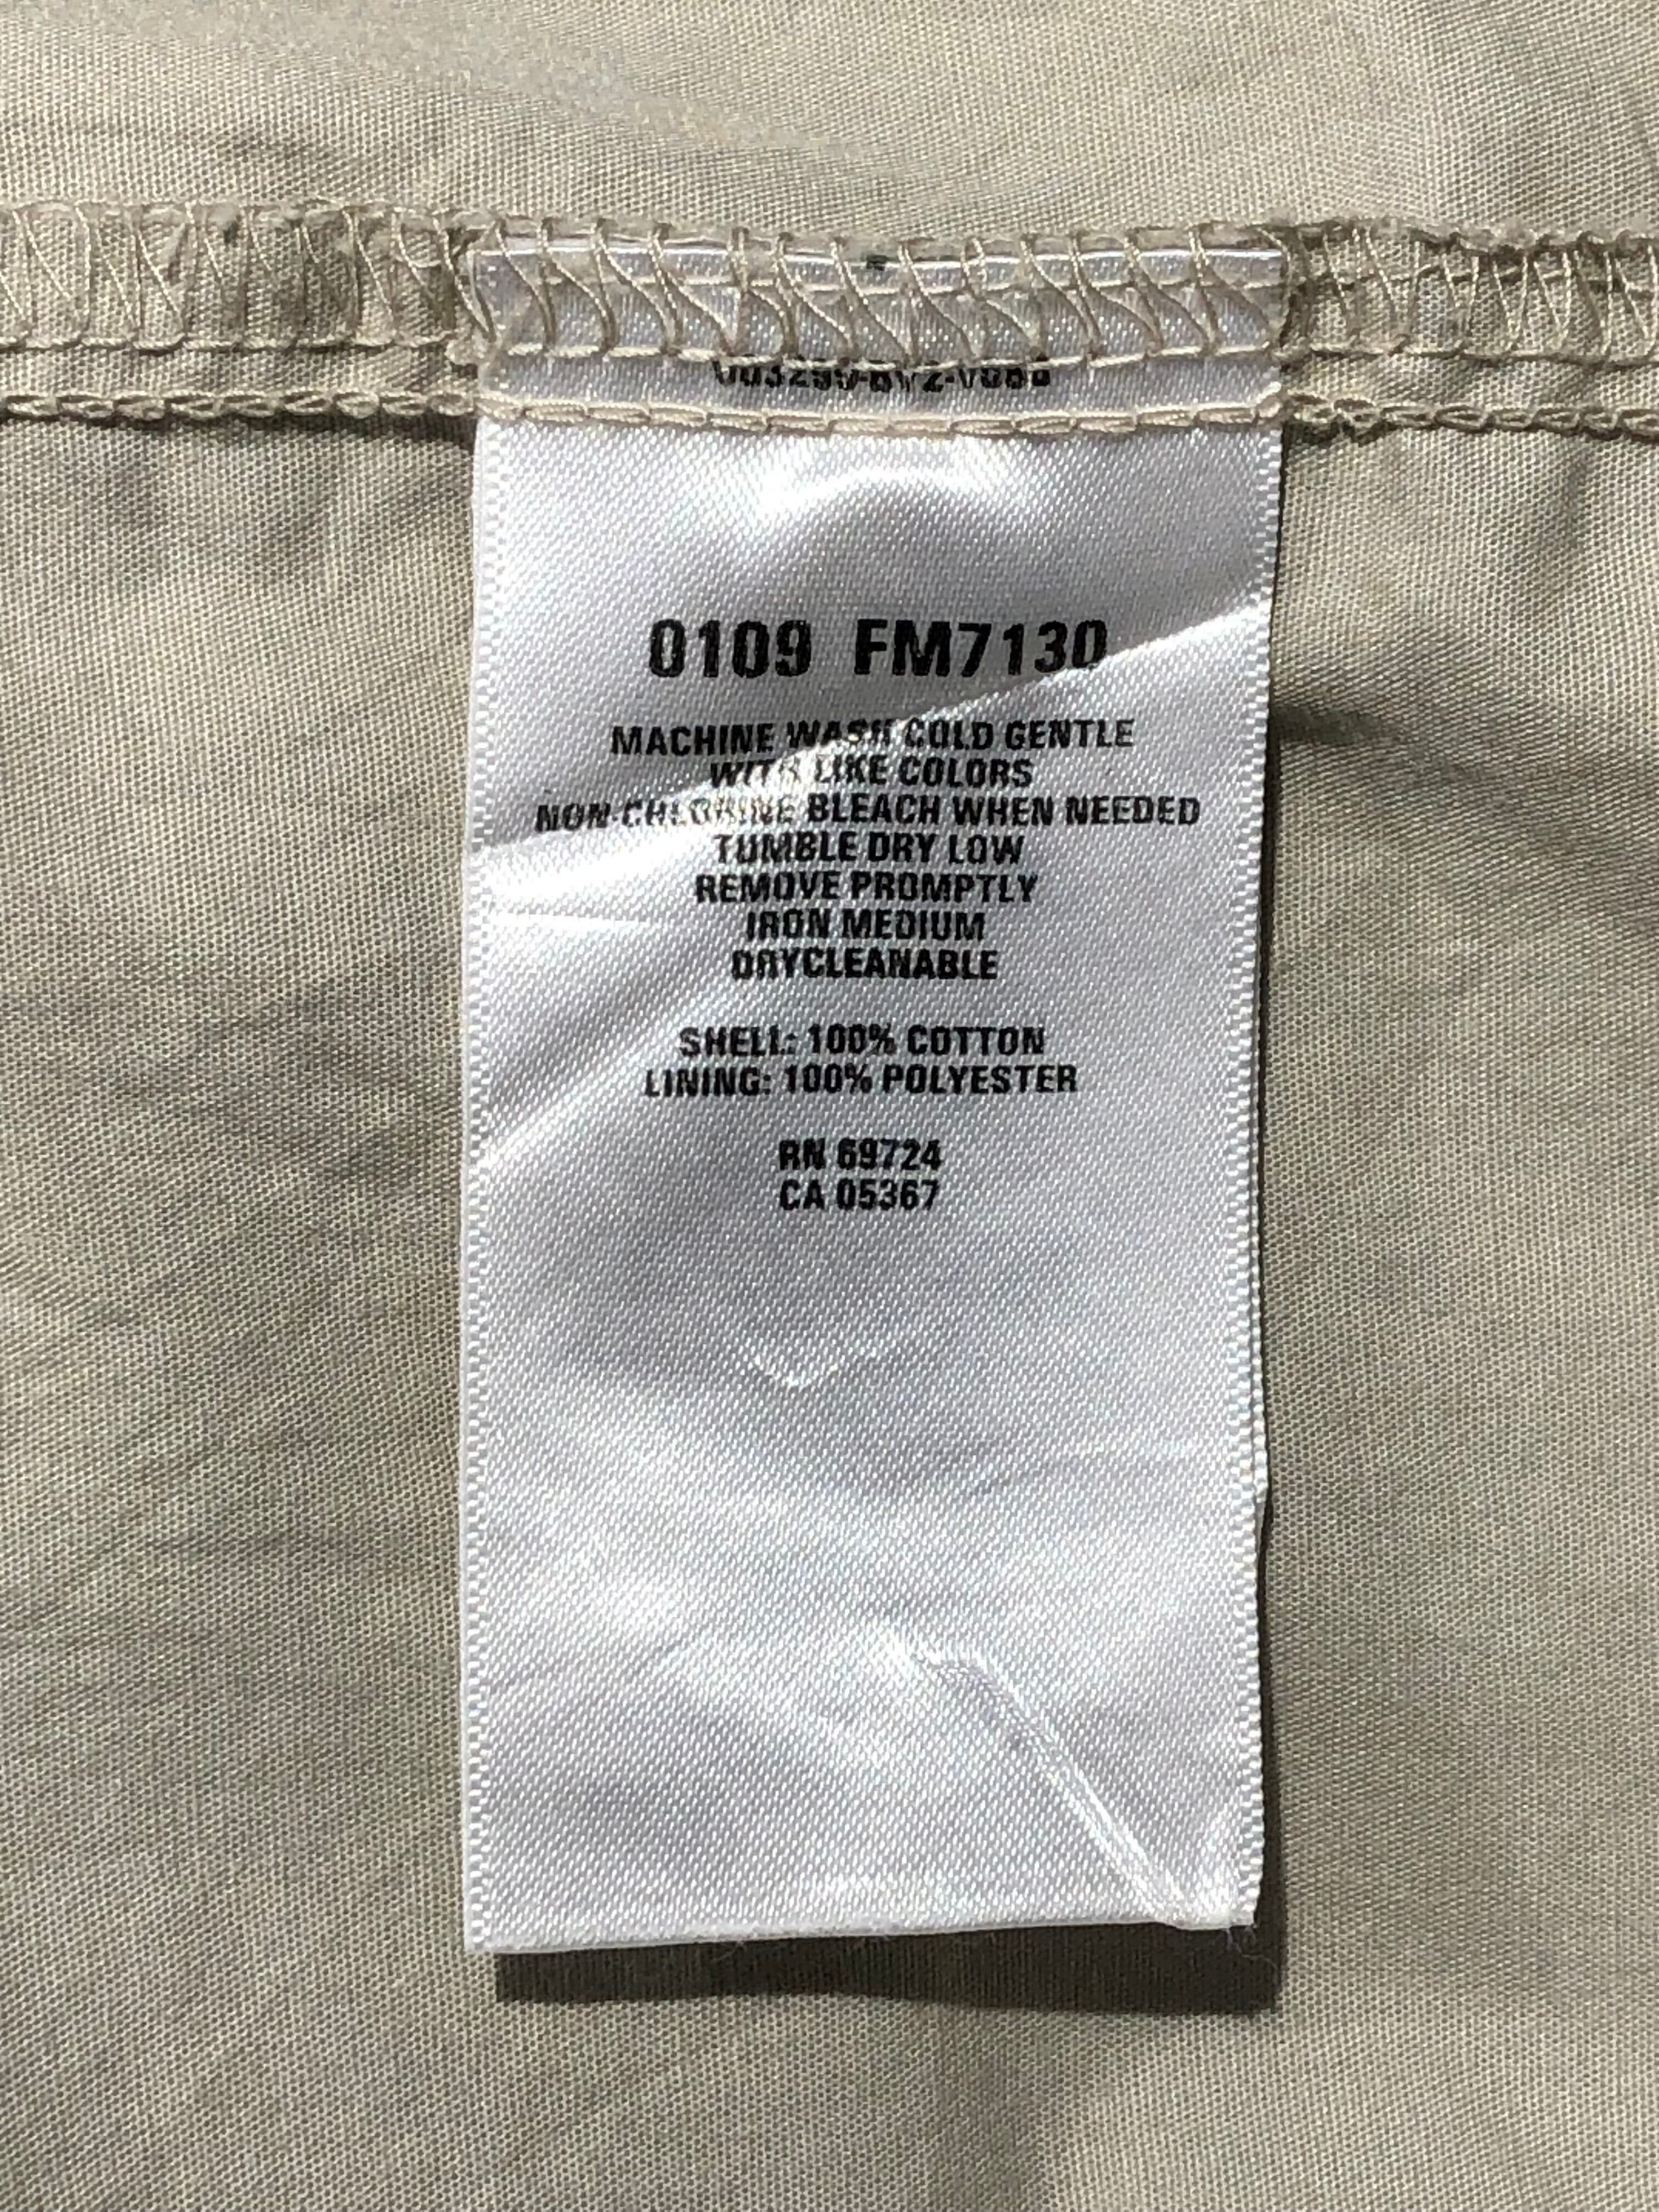 0109 FM7130
MACHINE WASH COLD GENTLE
WITH LIKE COLORS
NON-CHLORINE BLEACH WHEN NEEDED
TUMBLE DRY LOW
REMOVE PROMPTLY
IRON MEDIUM
DRYCLEANABLE
SHELL: 100% COTTON
LINING: 100% POLYESTER
RN 69724
CA 05367